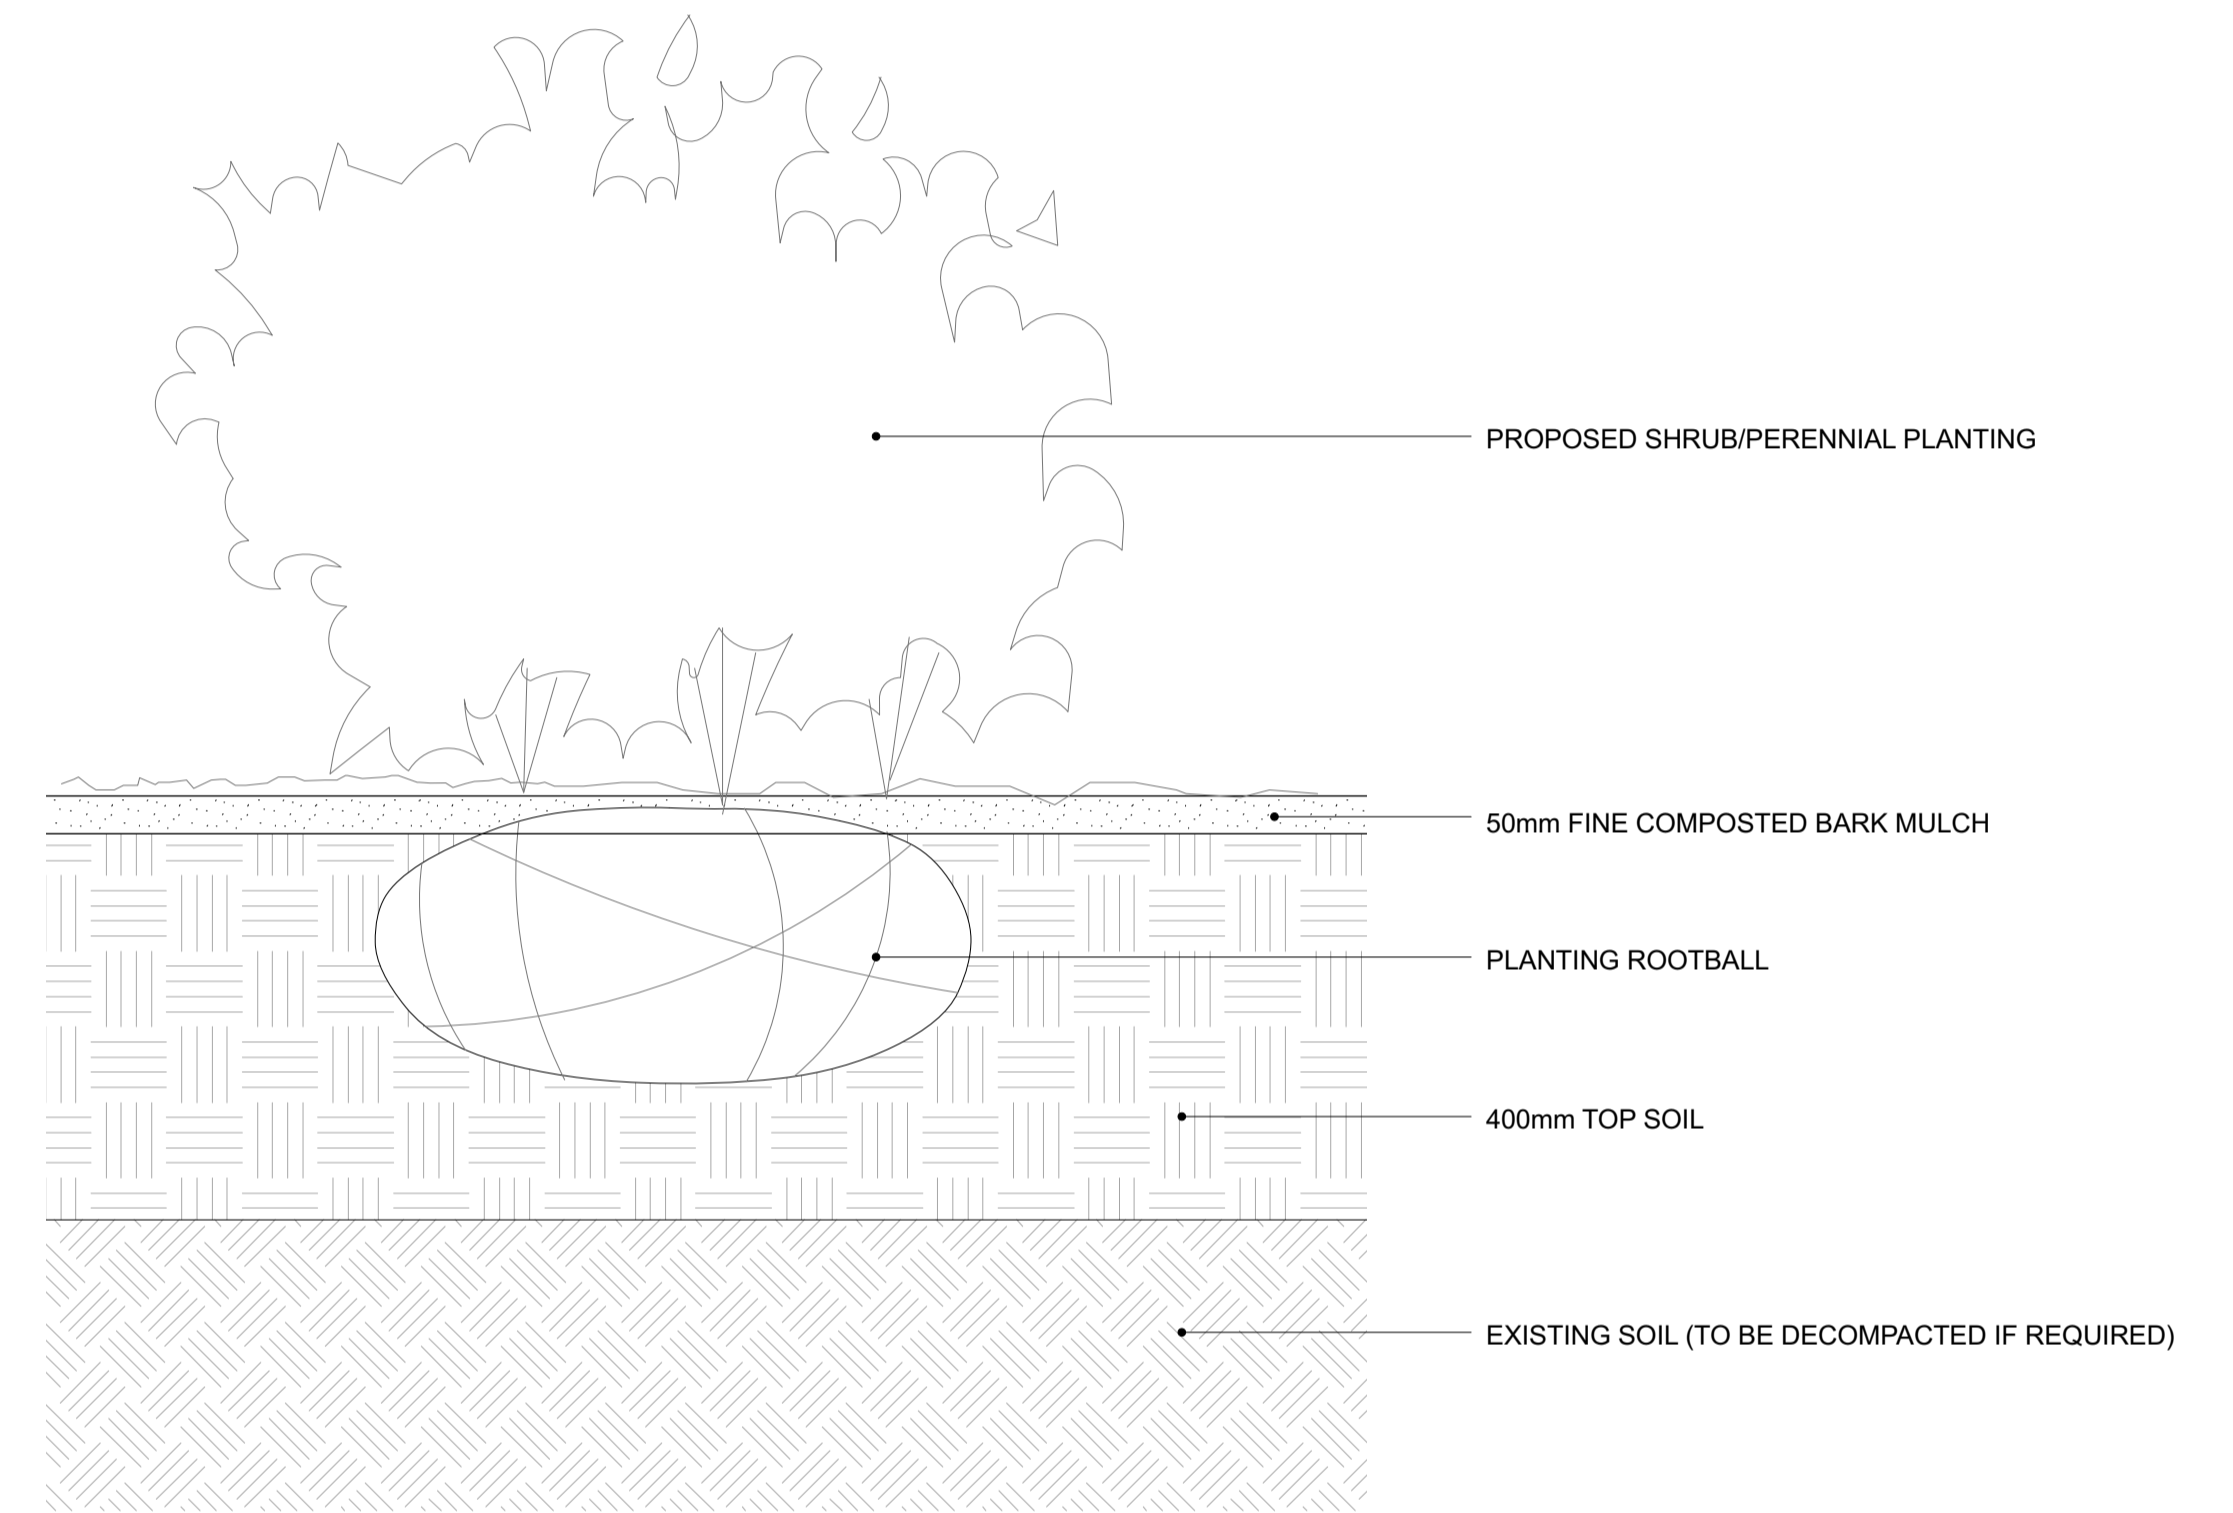 PROPOSED SHRUB/PERENNIAL PLANTING
50mm FINE COMPOSTED BARK MULCH
PLANTING ROOTBALL
400mm TOP SOIL
EXISTING SOIL (TO BE DECOMPACTED IF REQUIRED)